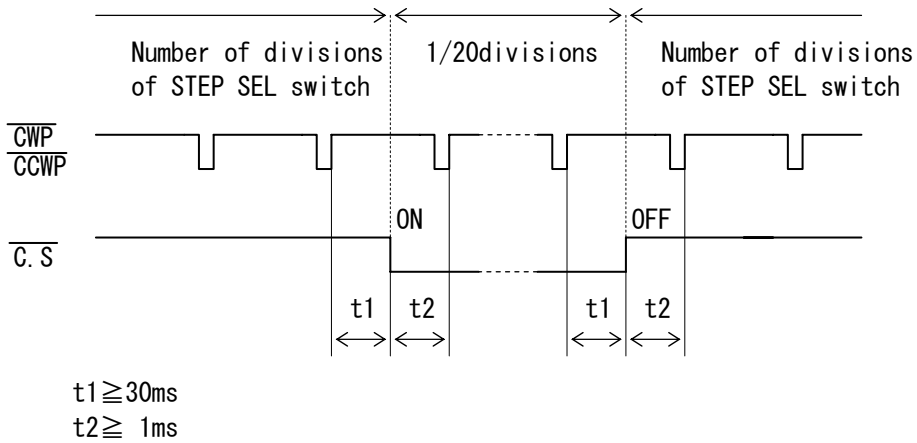 Number of divisions
of STEP SEL switch
1/20divisions
Number of divisions
of STEP SEL switch
CWP
CCWP
ON
OFF
C.S
t1
t2
t1
t2
t1≧30ms
t2≧ 1ms